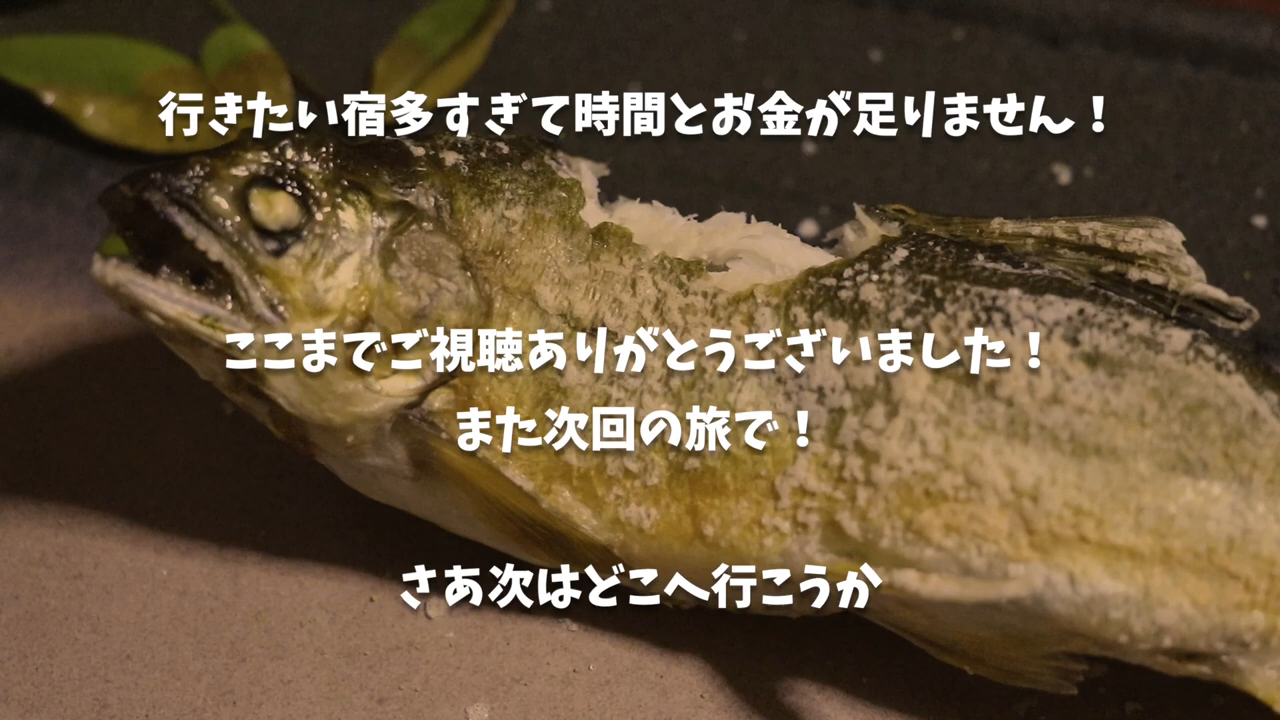 行きたい宿多すぎて時間とお金が足りません！
ここまでご視聴ありがとうございました！
また次回の旅で！
さあ次はどこへ行こうか